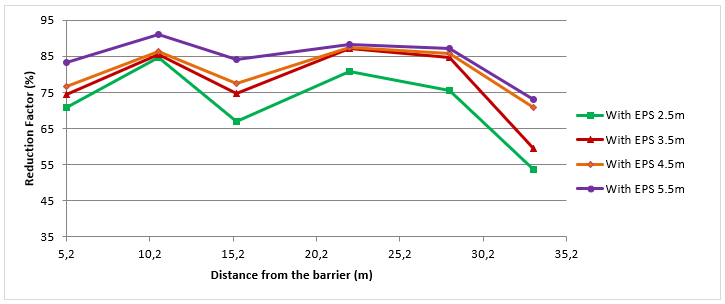 95
85
75
65
55
45
35
Reduction Factor (%)
5,2
10,2
15,2
20,2
25,2
30,2
35,2
Distance from the barrier (m)
With EPS 2.5m
With EPS 3.5m
With EPS 4.5m
With EPS 5.5m